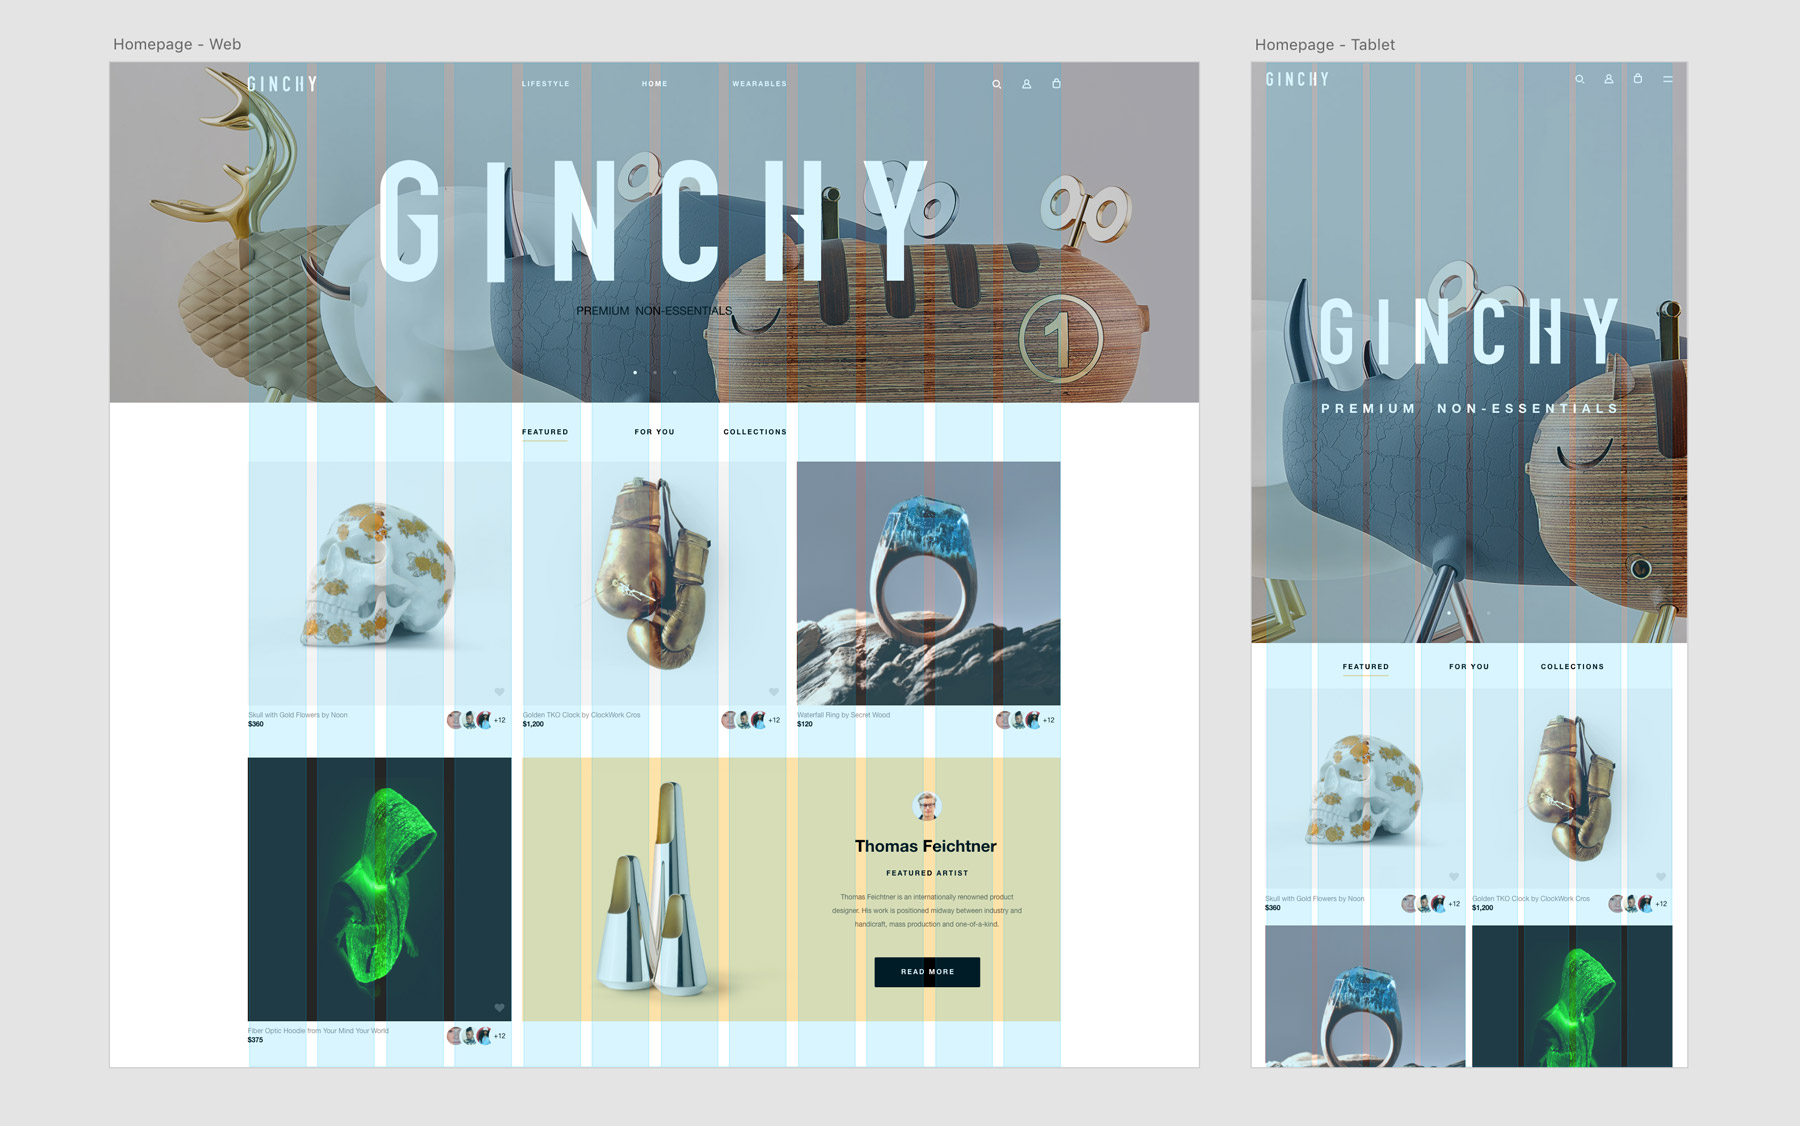 Homepage - Web
GINCHY
LIFESTYLE
HOME
WEARABLES
GINCHY
PREMIUM NON-ESSENTIALS
1
FEATURED
FOR YOU
COLLECTIONS
Skull with Gold Flowers by Noon
$360
+12
Golden TKO Clock by ClockWork Cros
$1,200
+12
Waterfall Ring by Secret Wood
$120
+12
Fiber Optic Hoodie from Your Mind Your World
$375
+12
Thomas Feichtner
FEATURED ARTIST
Thomas Feichtner is an internationally renowned product
designer. His work is positioned midway between industry and
handicraft, mass production and one-of-a-kind.
READ MORE
Homepage - Tablet
GINCHY
GINCHY
PREMIUM NON-ESSENTIALS
FEATURED
FOR YOU
COLLECTIONS
Skull with Gold Flowers by Noon
$360
+12
Golden TKO Clock by ClockWork Cros
$1,200
+12